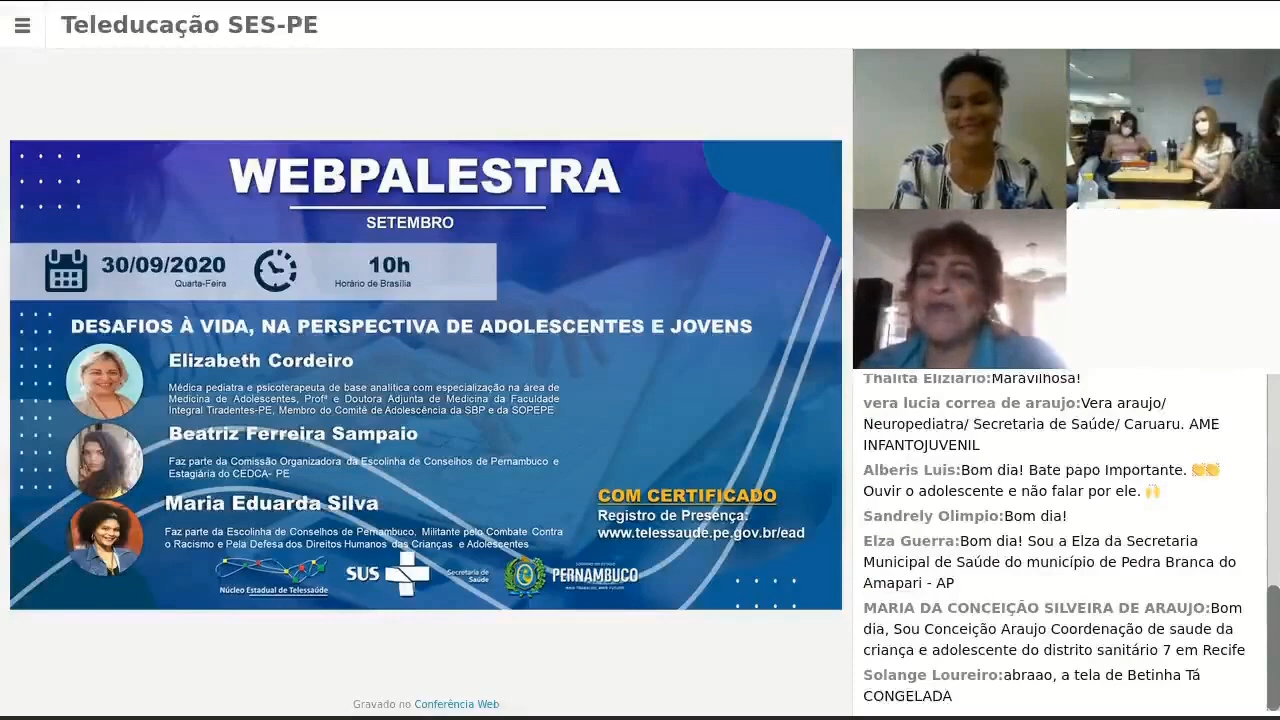 Teleducação SES-PE
WEBPALESTRA
SETEMBRO
30/09/2020
Quarta-Feira
10h
Horário de Brasília
DESAFIOS À VIDA, NA PERSPECTIVA DE ADOLESCENTES E JOVENS
Elizabeth Cordeiro
Médica pediatra e psicoterapeuta de base analítica com especialização na área de
Medicina de Adolescentes, Profª e Doutora Adjunta de Medicina da Faculdade
Integral Tiradentes-PE, Membro do Comitê de Adolescência da SBP e da SOPEPE
Beatriz Ferreira Sampaio
Faz parte da Comissão Organizadora da Escolinha de Conselhos de Pernambuco e
Estagiária do CEDCA- PE
Maria Eduarda Silva
Faz parte da Escolinha de Conselhos de Pernambuco, Militante pelo Combate Contra
o Racismo e Pela Defesa dos Direitos Humanos das Crianças e Adolescentes
COM CERTIFICADO
Registro de Presença:
www.telessaude.pe.gov.br/ead
Núcleo Estadual de Telessaúde
SUS
Secretaria de
Saúde
PERNAMBUCO
Gravado no Conferência Web
Thalita Eliziário:Maravilhosa!
vera lucia correa de araujo:Vera araujo/
Neuropediatra/ Secretaria de Saúde/ Caruaru. AME
INFANTOJUVENIL
Alberis Luis:Bom dia! Bate papo Importante. 👏👏
Ouvir o adolescente e não falar por ele. 🙌
Sandrely Olimpio:Bom dia!
Elza Guerra:Bom dia! Sou a Elza da Secretaria
Municipal de Saúde do município de Pedra Branca do
Amapari - AP
MARIA DA CONCEIÇÃO SILVEIRA DE ARAUJO:Bom
dia, Sou Conceição Araujo Coordenação de saude da
criança e adolescente do distrito sanitário 7 em Recife
Solange Loureiro:abraao, a tela de Betinha Tá
CONGELADA